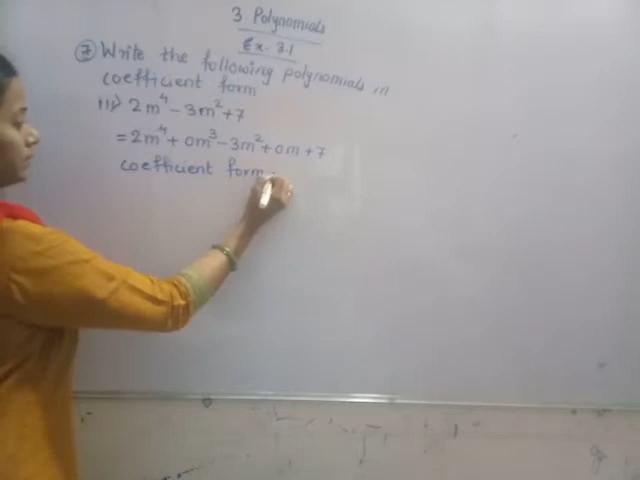 3. Polynomials
Ex. 3.1
⑦ Write the following polynomials in
coefficient form
iii) 2m⁴ - 3m² + 7
= 2m⁴ + 0m³ - 3m² + 0m + 7
coefficient form